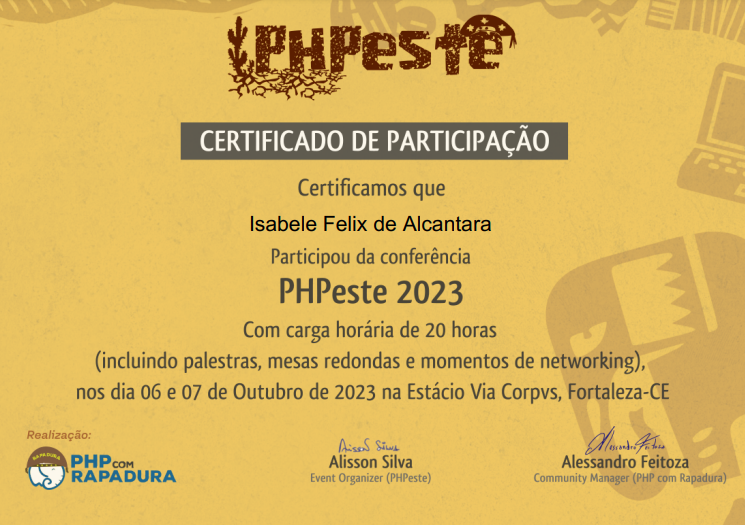 PHPeste
CERTIFICADO DE PARTICIPAÇÃO
Certificamos que
Isabele Felix de Alcantara
Participou da conferência
PHPeste 2023
Com carga horária de 20 horas
(incluindo palestras, mesas redondas e momentos de networking),
nos dia 06 e 07 de Outubro de 2023 na Estácio Via Corpvs, Fortaleza-CE
Realização:
RAPADURA
PHP COM
RAPADURA
Alisson Silva
Alisson Silva
Event Organizer (PHPeste)
Alessandro Feitoza
Alessandro Feitoza
Community Manager (PHP com Rapadura)